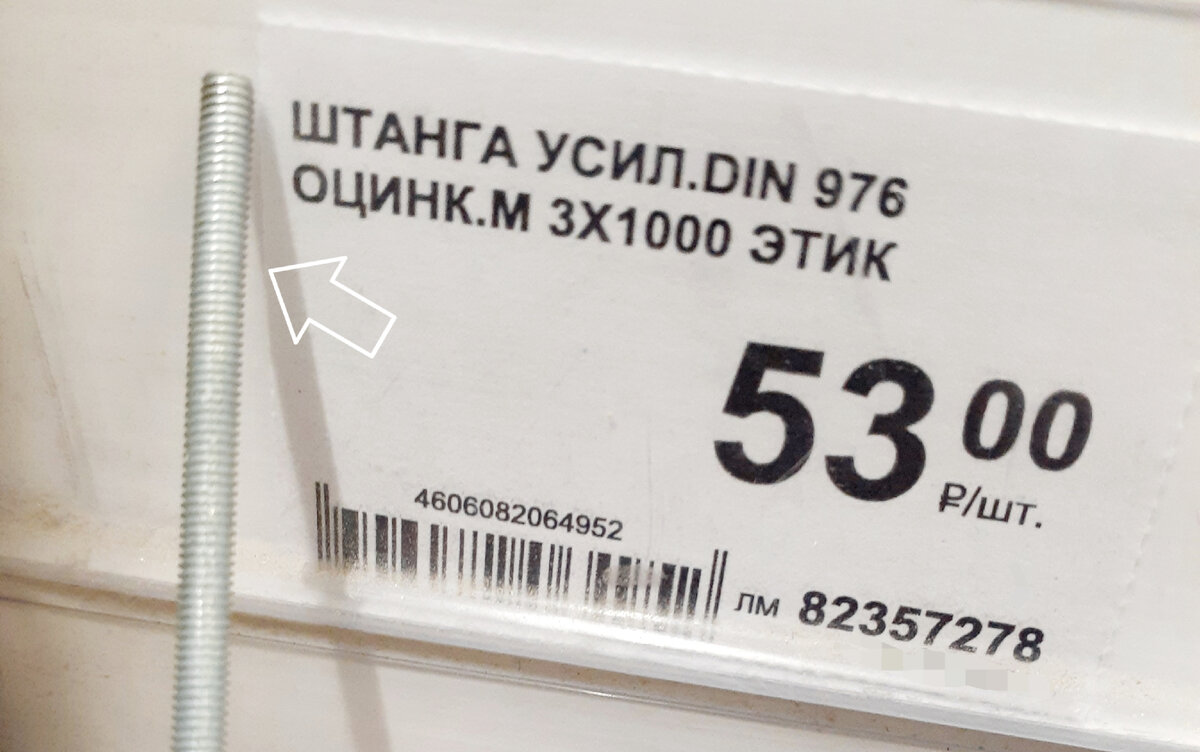 ШТАНГА УСИЛ.DIN 976
ОЦИНК.М 3X1000 ЭТИК
53 00
₽/шт.
4606082064952
лм 82357278